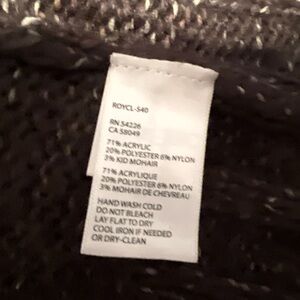 ROYCL-S40
RN 54226
CA 58049
71% ACRYLIC
20% POLYESTER 6% NYLON
3% KID MOHAIR
71% ACRYLIQUE
20% POLYESTER 6% NYLON
3% MOHAIR DE CHEVREAU
HAND WASH COLD
DO NOT BLEACH
LAY FLAT TO DRY
COOL IRON IF NEEDED
OR DRY-CLEAN